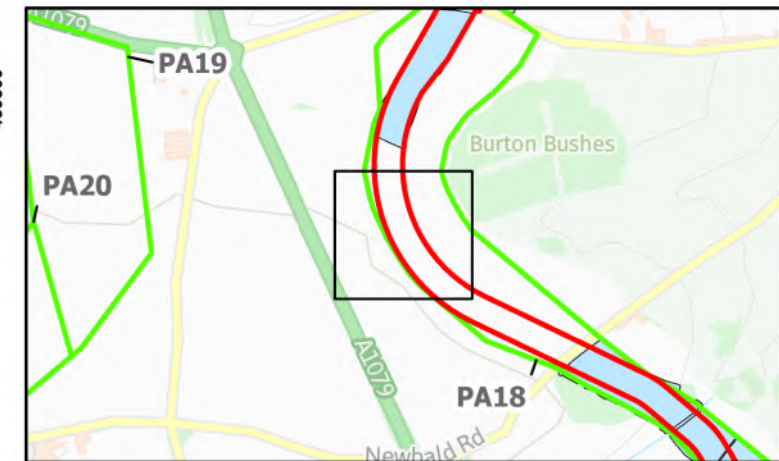 A1079
PA19
Burton Bushes
PA20
A1079
PA18
Newbald Rd